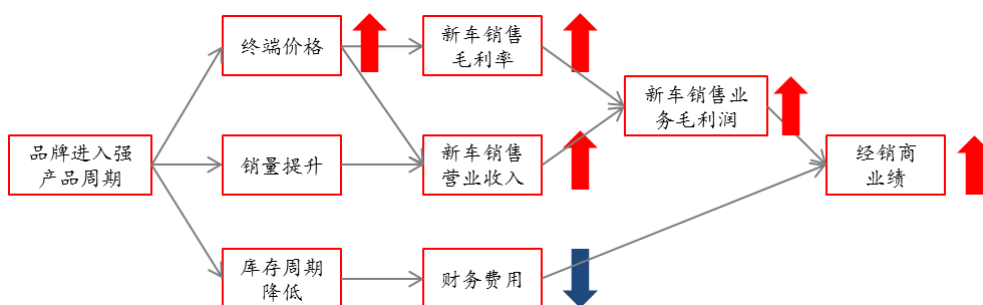 终端价格
新车销售
毛利率
新车销售业
务毛利润
品牌进入强
产品周期
销量提升
新车销售
营业收入
经销商
业绩
库存周期
降低
财务费用